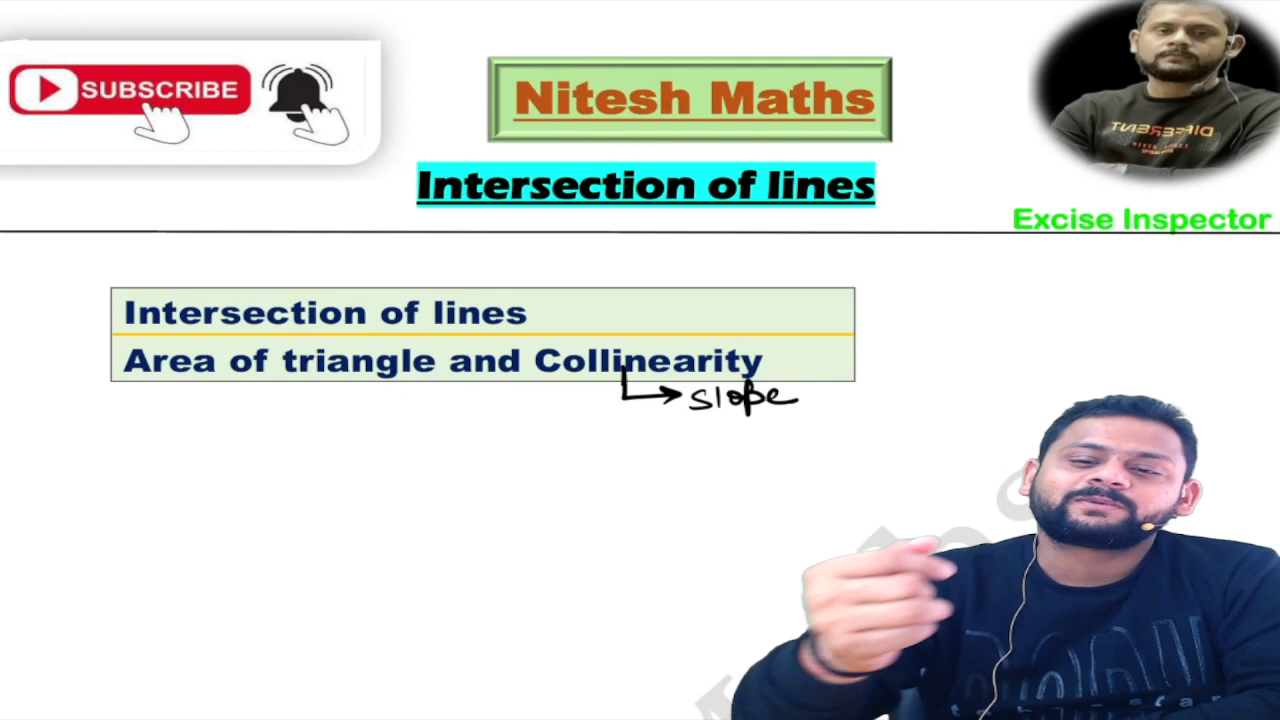 SUBSCRIBE
Nitesh Maths
Intersection of lines
Excise Inspector
Intersection of lines
Area of triangle and Collinearity
slope